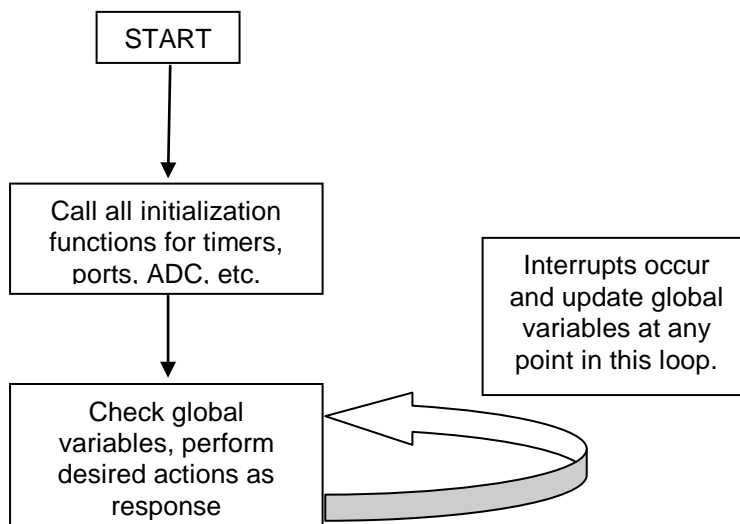 START
Call all initialization
functions for timers,
ports, ADC, etc.
Interrupts occur
and update global
variables at any
point in this loop.
Check global
variables, perform
desired actions as
response